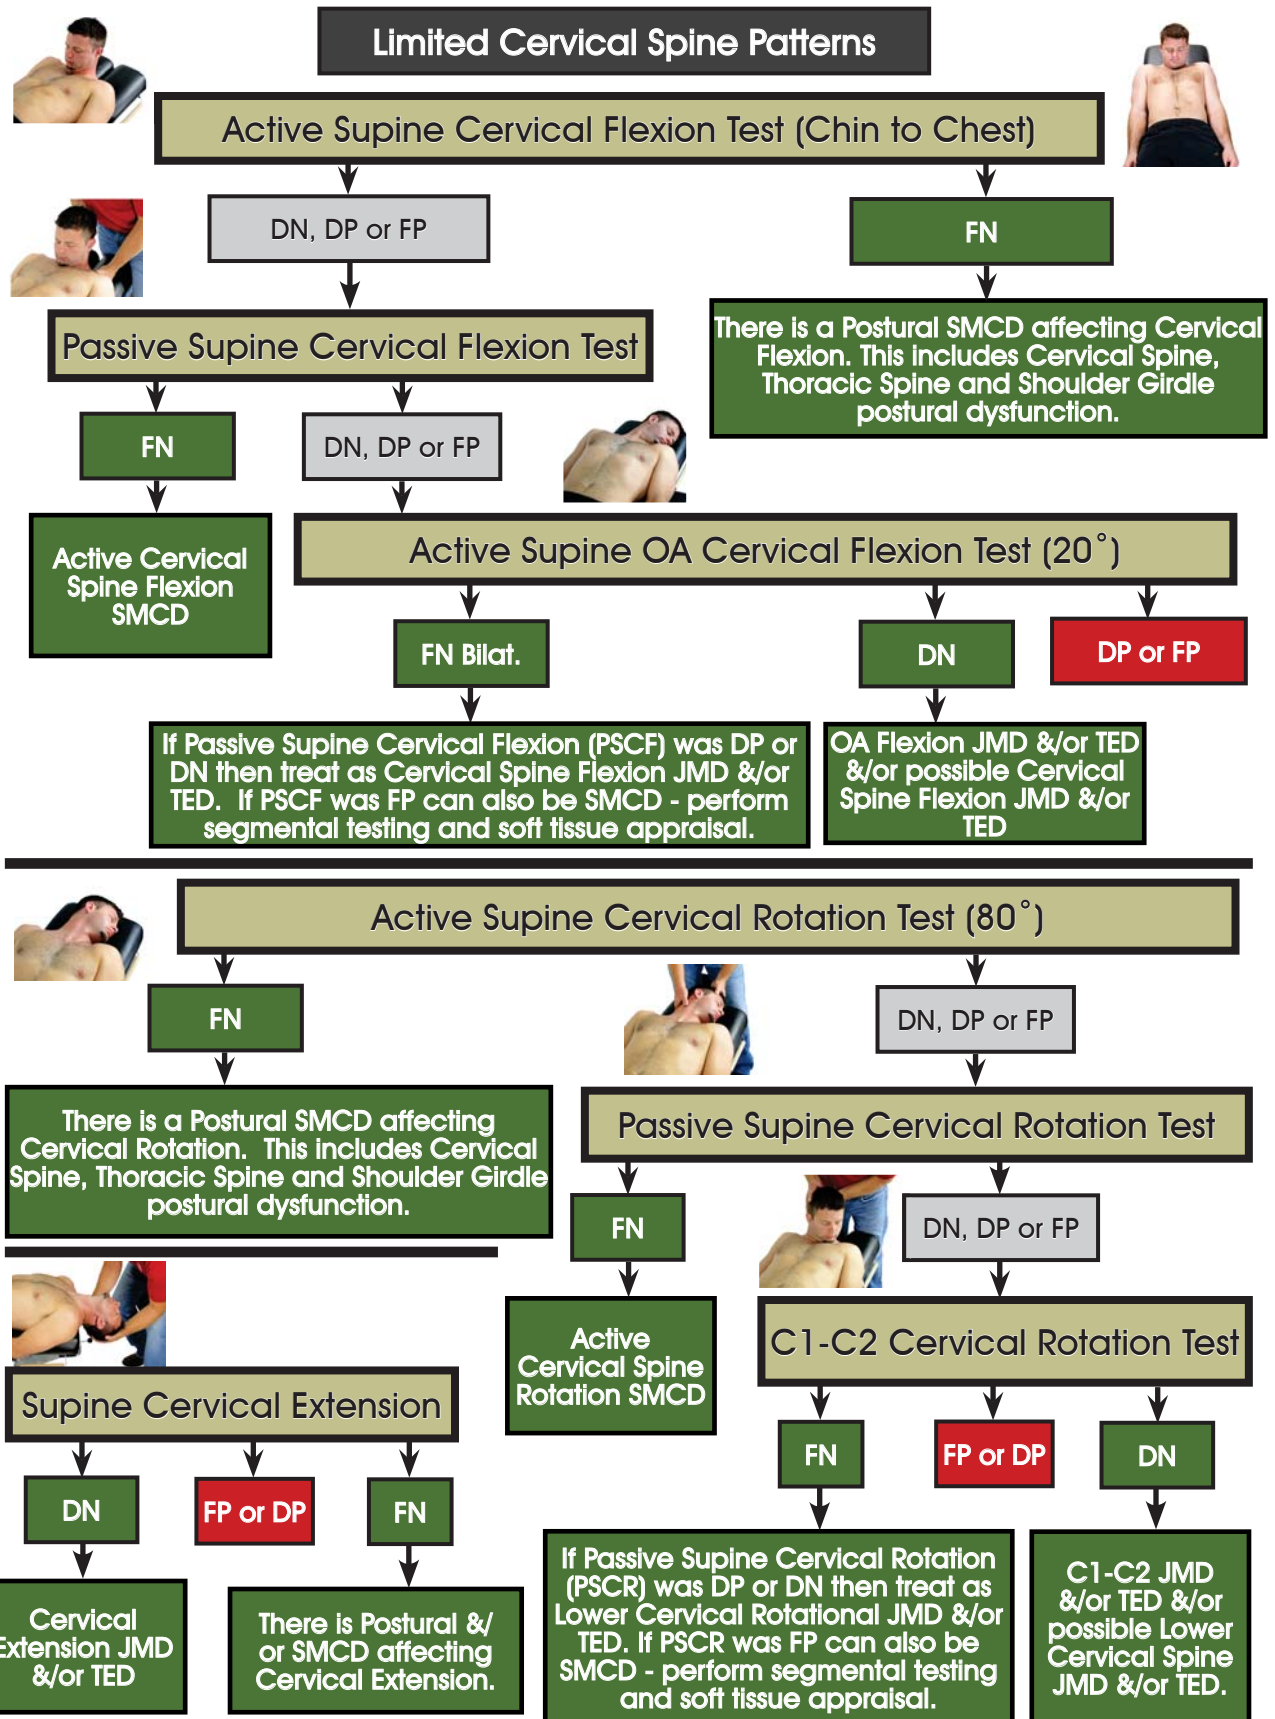 Limited Cervical Spine Patterns
Active Supine Cervical Flexion Test (Chin to Chest)
DN, DP or FP
FN
There is a Postural SMCD affecting Cervical
Flexion. This includes Cervical Spine,
Thoracic Spine and Shoulder Girdle
postural dysfunction.
Passive Supine Cervical Flexion Test
FN
DN, DP or FP
Active Cervical
Spine Flexion
SMCD
Active Supine OA Cervical Flexion Test (20˚)
FN Bilat.
DN
DP or FP
If Passive Supine Cervical Flexion (PSCF) was DP or
DN then treat as Cervical Spine Flexion JMD &/or
TED. If PSCF was FP can also be SMCD - perform
segmental testing and soft tissue appraisal.
OA Flexion JMD &/or TED
&/or possible Cervical
Spine Flexion JMD &/or
TED
Active Supine Cervical Rotation Test (80˚)
FN
DN, DP or FP
There is a Postural SMCD affecting
Cervical Rotation. This includes Cervical
Spine, Thoracic Spine and Shoulder Girdle
postural dysfunction.
Passive Supine Cervical Rotation Test
FN
DN, DP or FP
Active
Cervical Spine
Rotation SMCD
C1-C2 Cervical Rotation Test
FN
FP or DP
DN
If Passive Supine Cervical Rotation
(PSCR) was DP or DN then treat as
Lower Cervical Rotational JMD &/or
TED. If PSCR was FP can also be
SMCD - perform segmental testing
and soft tissue appraisal.
C1-C2 JMD
&/or TED &/or
possible Lower
Cervical Spine
JMD &/or TED.
Supine Cervical Extension
DN
FP or DP
FN
Cervical
Extension JMD
&/or TED
There is Postural &/
or SMCD affecting
Cervical Extension.